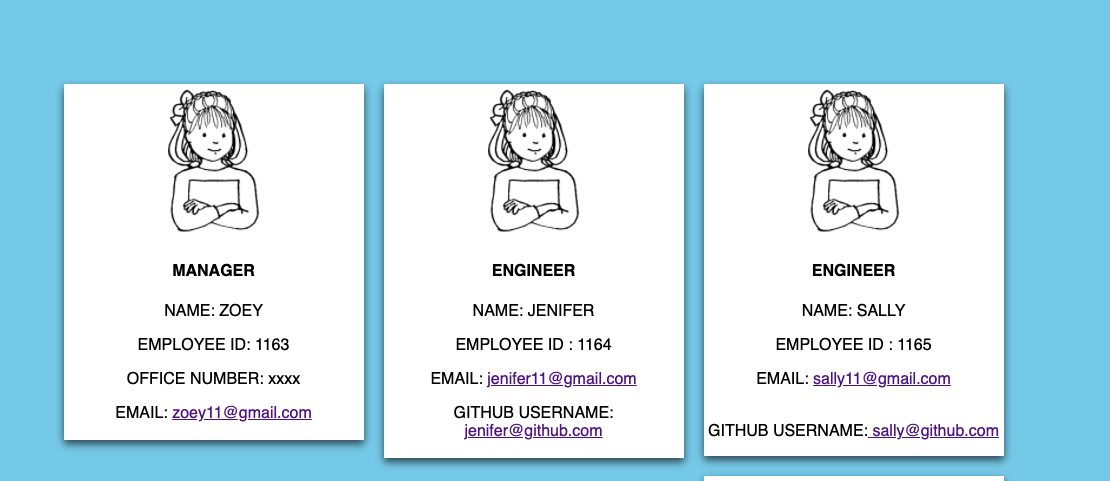 MANAGER
NAME: ZOEY
EMPLOYEE ID: 1163
OFFICE NUMBER: xxxx
EMAIL: zoey11@gmail.com
ENGINEER
NAME: JENIFER
EMPLOYEE ID : 1164
EMAIL: jenifer11@gmail.com
GITHUB USERNAME:
jenifer@github.com
ENGINEER
NAME: SALLY
EMPLOYEE ID : 1165
EMAIL: sally11@gmail.com
GITHUB USERNAME: sally@github.com